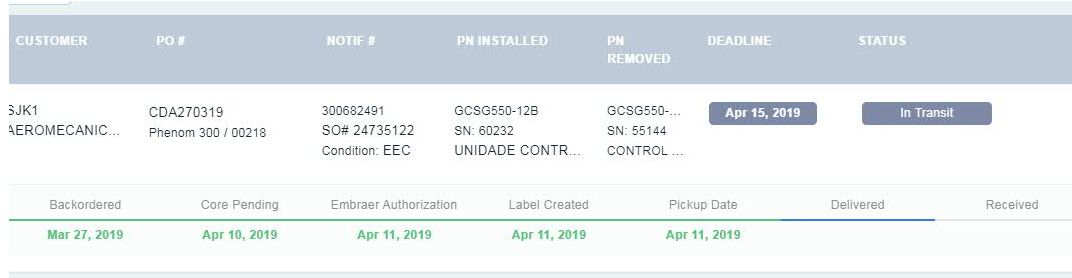 CUSTOMER PO # NOTIF # PN INSTALLED PN REMOVED DEADLINE STATUS
SJK1 CDA270319 300682491 GCSG550-12B GCSG550-... Apr 15, 2019 In Transit
AEROMECANIC... Phenom 300 / 00218 SO# 24735122 SN: 60232 SN: 55144
Condition: EEC UNIDADE CONTR... CONTROL ...
Backordered Core Pending Embraer Authorization Label Created Pickup Date Delivered Received
Mar 27, 2019 Apr 10, 2019 Apr 11, 2019 Apr 11, 2019 Apr 11, 2019